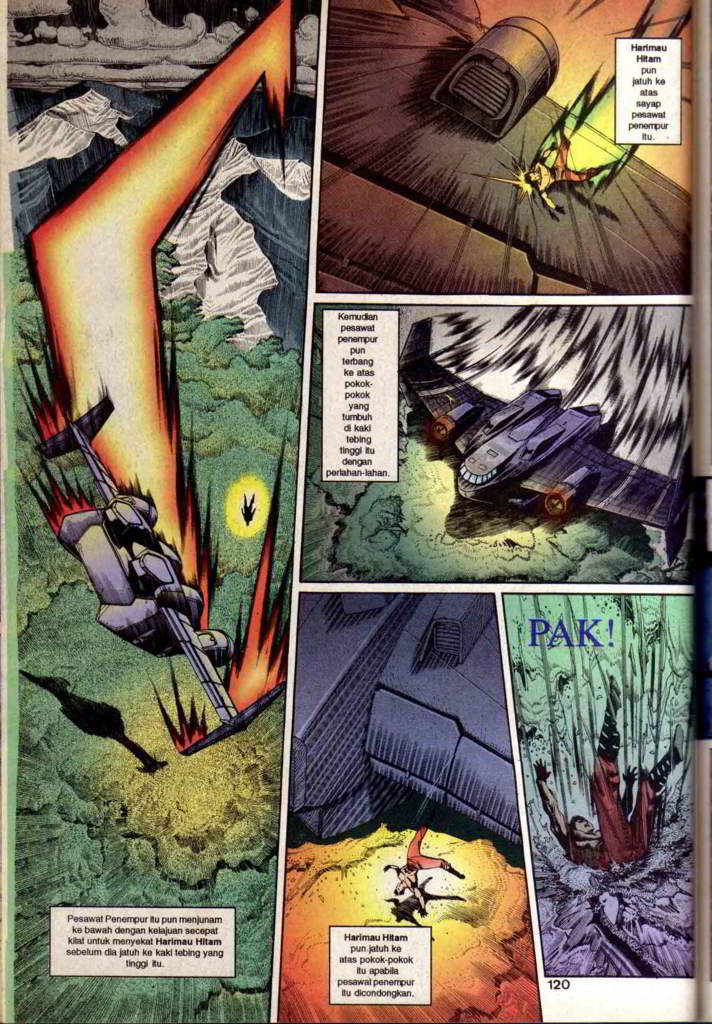 Pesawat Penempur itu pun menjunam
ke bawah dengan kelajuan secepat
kilat untuk menyekat Harimau Hitam
sebelum dia jatuh ke kaki tebing yang
tinggi itu.
Harimau
Hitam
pun
jatuh ke
atas
sayap
pesawat
penempur
itu.
Kemudian
pesawat
penempur
pun
terbang
ke atas
pokok-
pokok
yang
tumbuh
di kaki
tebing
tinggi itu
dengan
perlahan-lahan.
Harimau Hitam
pun jatuh ke
atas pokok-pokok
itu apabila
pesawat penempur
itu dicondongkan.
PAK!
120